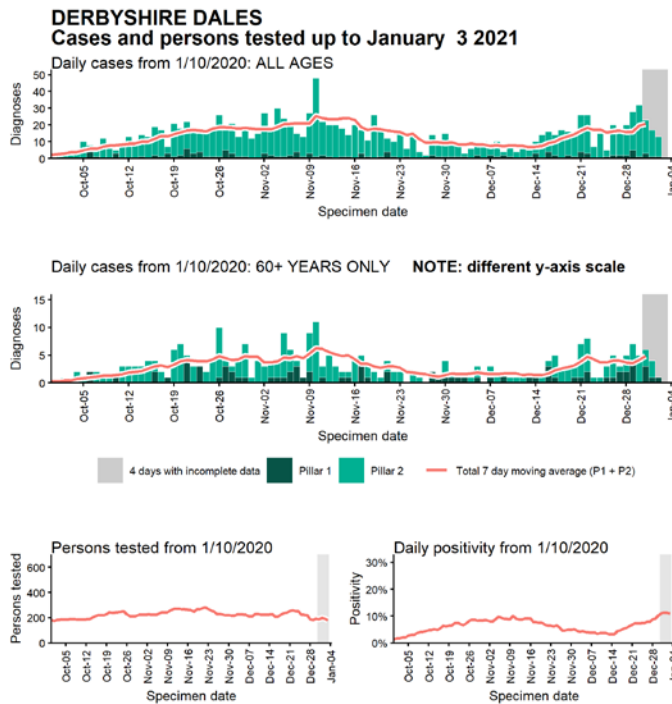 DERBYSHIRE DALES
Cases and persons tested up to January 3 2021
Daily cases from 1/10/2020: ALL AGES
Diagnoses
50
40
30
20
10
0
Oct-05 Oct-12 Oct-19 Oct-26 Nov-02 Nov-09 Nov-16 Nov-23 Nov-30 Dec-07 Dec-14 Dec-21 Dec-28 Jan-04
Specimen date
Daily cases from 1/10/2020: 60+ YEARS ONLY NOTE: different y-axis scale
Diagnoses
15
10
5
0
Oct-05 Oct-12 Oct-19 Oct-26 Nov-02 Nov-09 Nov-16 Nov-23 Nov-30 Dec-07 Dec-14 Dec-21 Dec-28 Jan-04
Specimen date
4 days with incomplete data Pillar 1 Pillar 2 Total 7 day moving average (P1 + P2)
Persons tested from 1/10/2020
Persons tested
600
400
200
0
Oct-05 Oct-12 Oct-19 Oct-26 Nov-02 Nov-09 Nov-16 Nov-23 Nov-30 Dec-07 Dec-14 Dec-21 Dec-28 Jan-04
Specimen date
Daily positivity from 1/10/2020
Positivity
30%
20%
10%
0%
Oct-05 Oct-12 Oct-19 Oct-26 Nov-02 Nov-09 Nov-16 Nov-23 Nov-30 Dec-07 Dec-14 Dec-21 Dec-28 Jan-04
Specimen date